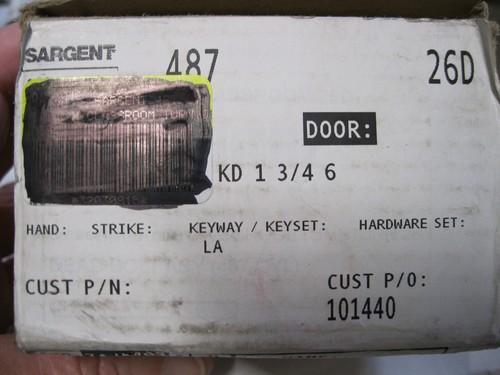 SARGENT 487 26D
DOOR:
KD 1 3/4 6
HAND: STRIKE: KEYWAY / KEYSET: HARDWARE SET:
LA
CUST P/N: CUST P/O:
101440